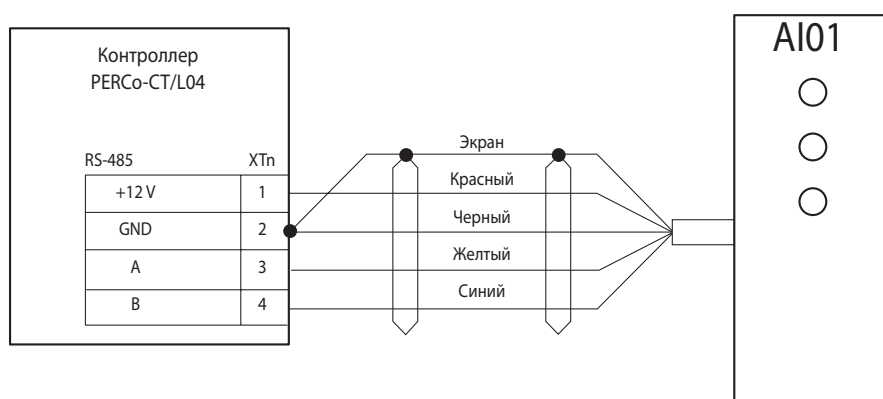 Контроллер
PERCo-CT/L04
AI01
RS-485 XTn
+12 V 1
GND 2
A 3
B 4
Экран
Красный
Черный
Желтый
Синий